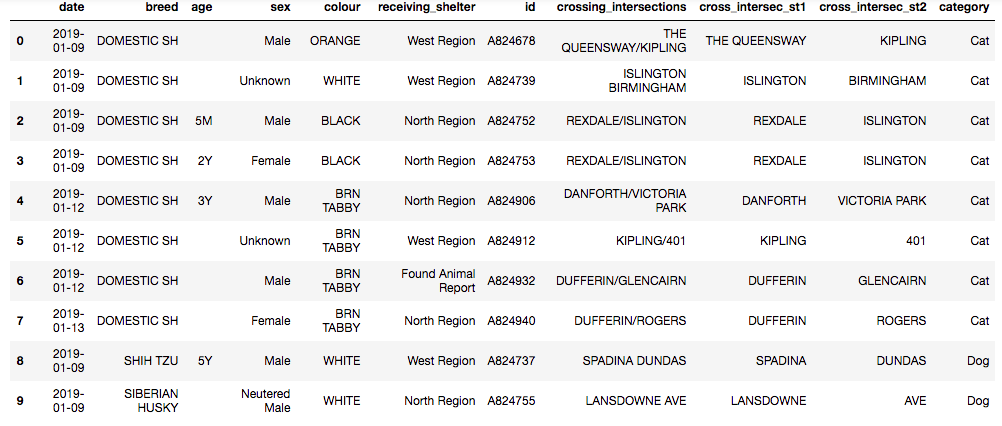 date breed age sex colour receiving_shelter id crossing_intersections cross_intersec_st1 cross_intersec_st2 category
0 2019-01-09 DOMESTIC SH Male ORANGE West Region A824678 THE QUEENSWAY/KIPLING THE QUEENSWAY KIPLING Cat
1 2019-01-09 DOMESTIC SH Unknown WHITE West Region A824739 ISLINGTON BIRMINGHAM ISLINGTON BIRMINGHAM Cat
2 2019-01-09 DOMESTIC SH 5M Male BLACK North Region A824752 REXDALE/ISLINGTON REXDALE ISLINGTON Cat
3 2019-01-09 DOMESTIC SH 2Y Female BLACK North Region A824753 REXDALE/ISLINGTON REXDALE ISLINGTON Cat
4 2019-01-12 DOMESTIC SH 3Y Male BRN TABBY North Region A824906 DANFORTH/VICTORIA PARK DANFORTH VICTORIA PARK Cat
5 2019-01-12 DOMESTIC SH Unknown BRN TABBY West Region A824912 KIPLING/401 KIPLING 401 Cat
6 2019-01-12 DOMESTIC SH Male BRN TABBY Found Animal Report A824932 DUFFERIN/GLENCAIRN DUFFERIN GLENCAIRN Cat
7 2019-01-13 DOMESTIC SH Female BRN TABBY North Region A824940 DUFFERIN/ROGERS DUFFERIN ROGERS Cat
8 2019-01-09 SHIH TZU 5Y Male WHITE West Region A824737 SPADINA DUNDAS SPADINA DUNDAS Dog
9 2019-01-09 SIBERIAN HUSKY Neutered Male WHITE North Region A824755 LANSDOWNE AVE LANSDOWNE AVE Dog